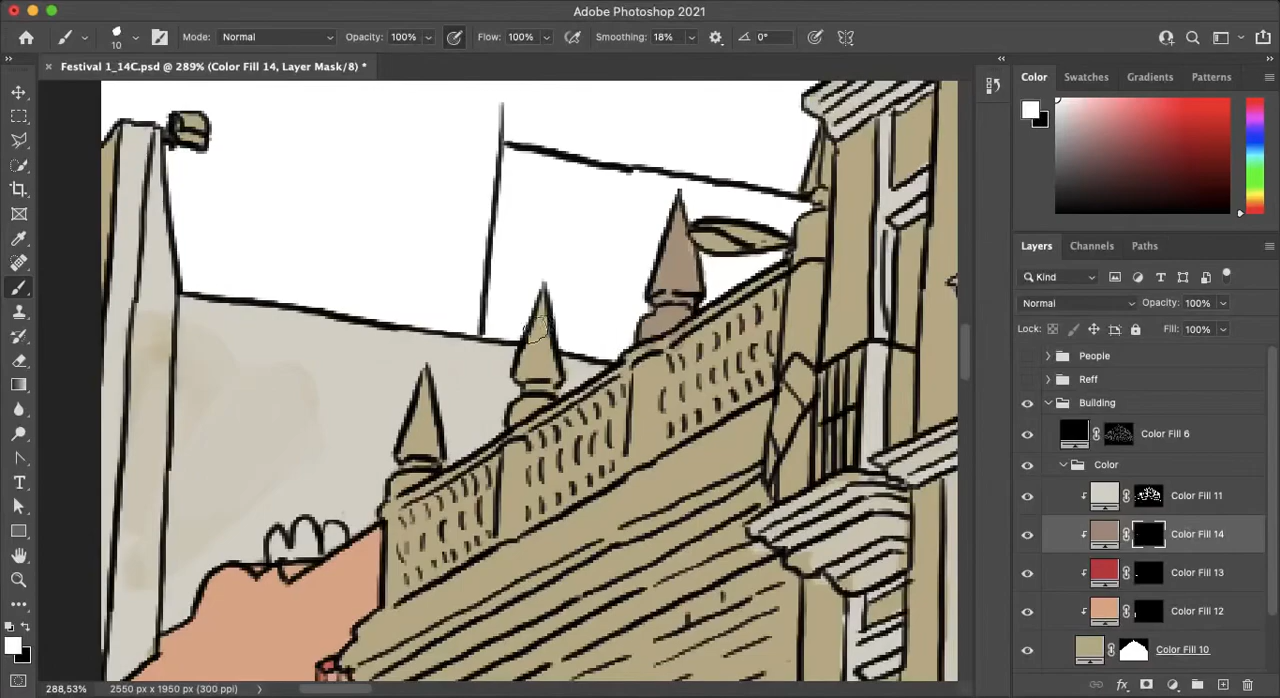 Adobe Photoshop 2021
10
Mode: Normal
Opacity: 100%
Flow: 100%
Smoothing: 18%
0°
Festival 1_14C.psd @ 289% (Color Fill 14, Layer Mask/8) *
Color
Swatches
Gradients
Patterns
Layers
Channels
Paths
Kind
Normal
Opacity: 100%
Lock:
Fill: 100%
People
Reff
Building
Color Fill 6
Color
Color Fill 11
Color Fill 14
Color Fill 13
Color Fill 12
Color Fill 10
288,53%
2550 px x 1950 px (300 ppi)